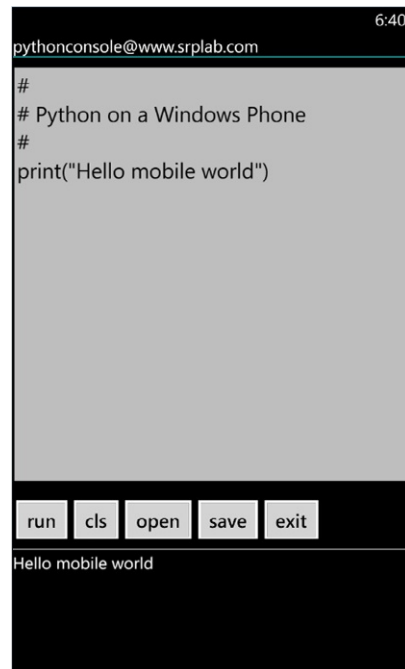 6:40
pythonconsole@www.srplab.com
#
# Python on a Windows Phone
#
print("Hello mobile world")
run cls open save exit
Hello mobile world